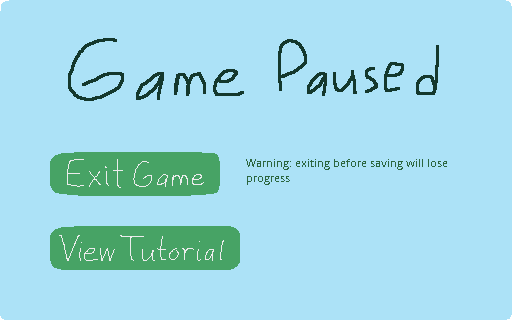 Game Paused
Exit Game
Warning: exiting before saving will lose
progress
View Tutorial